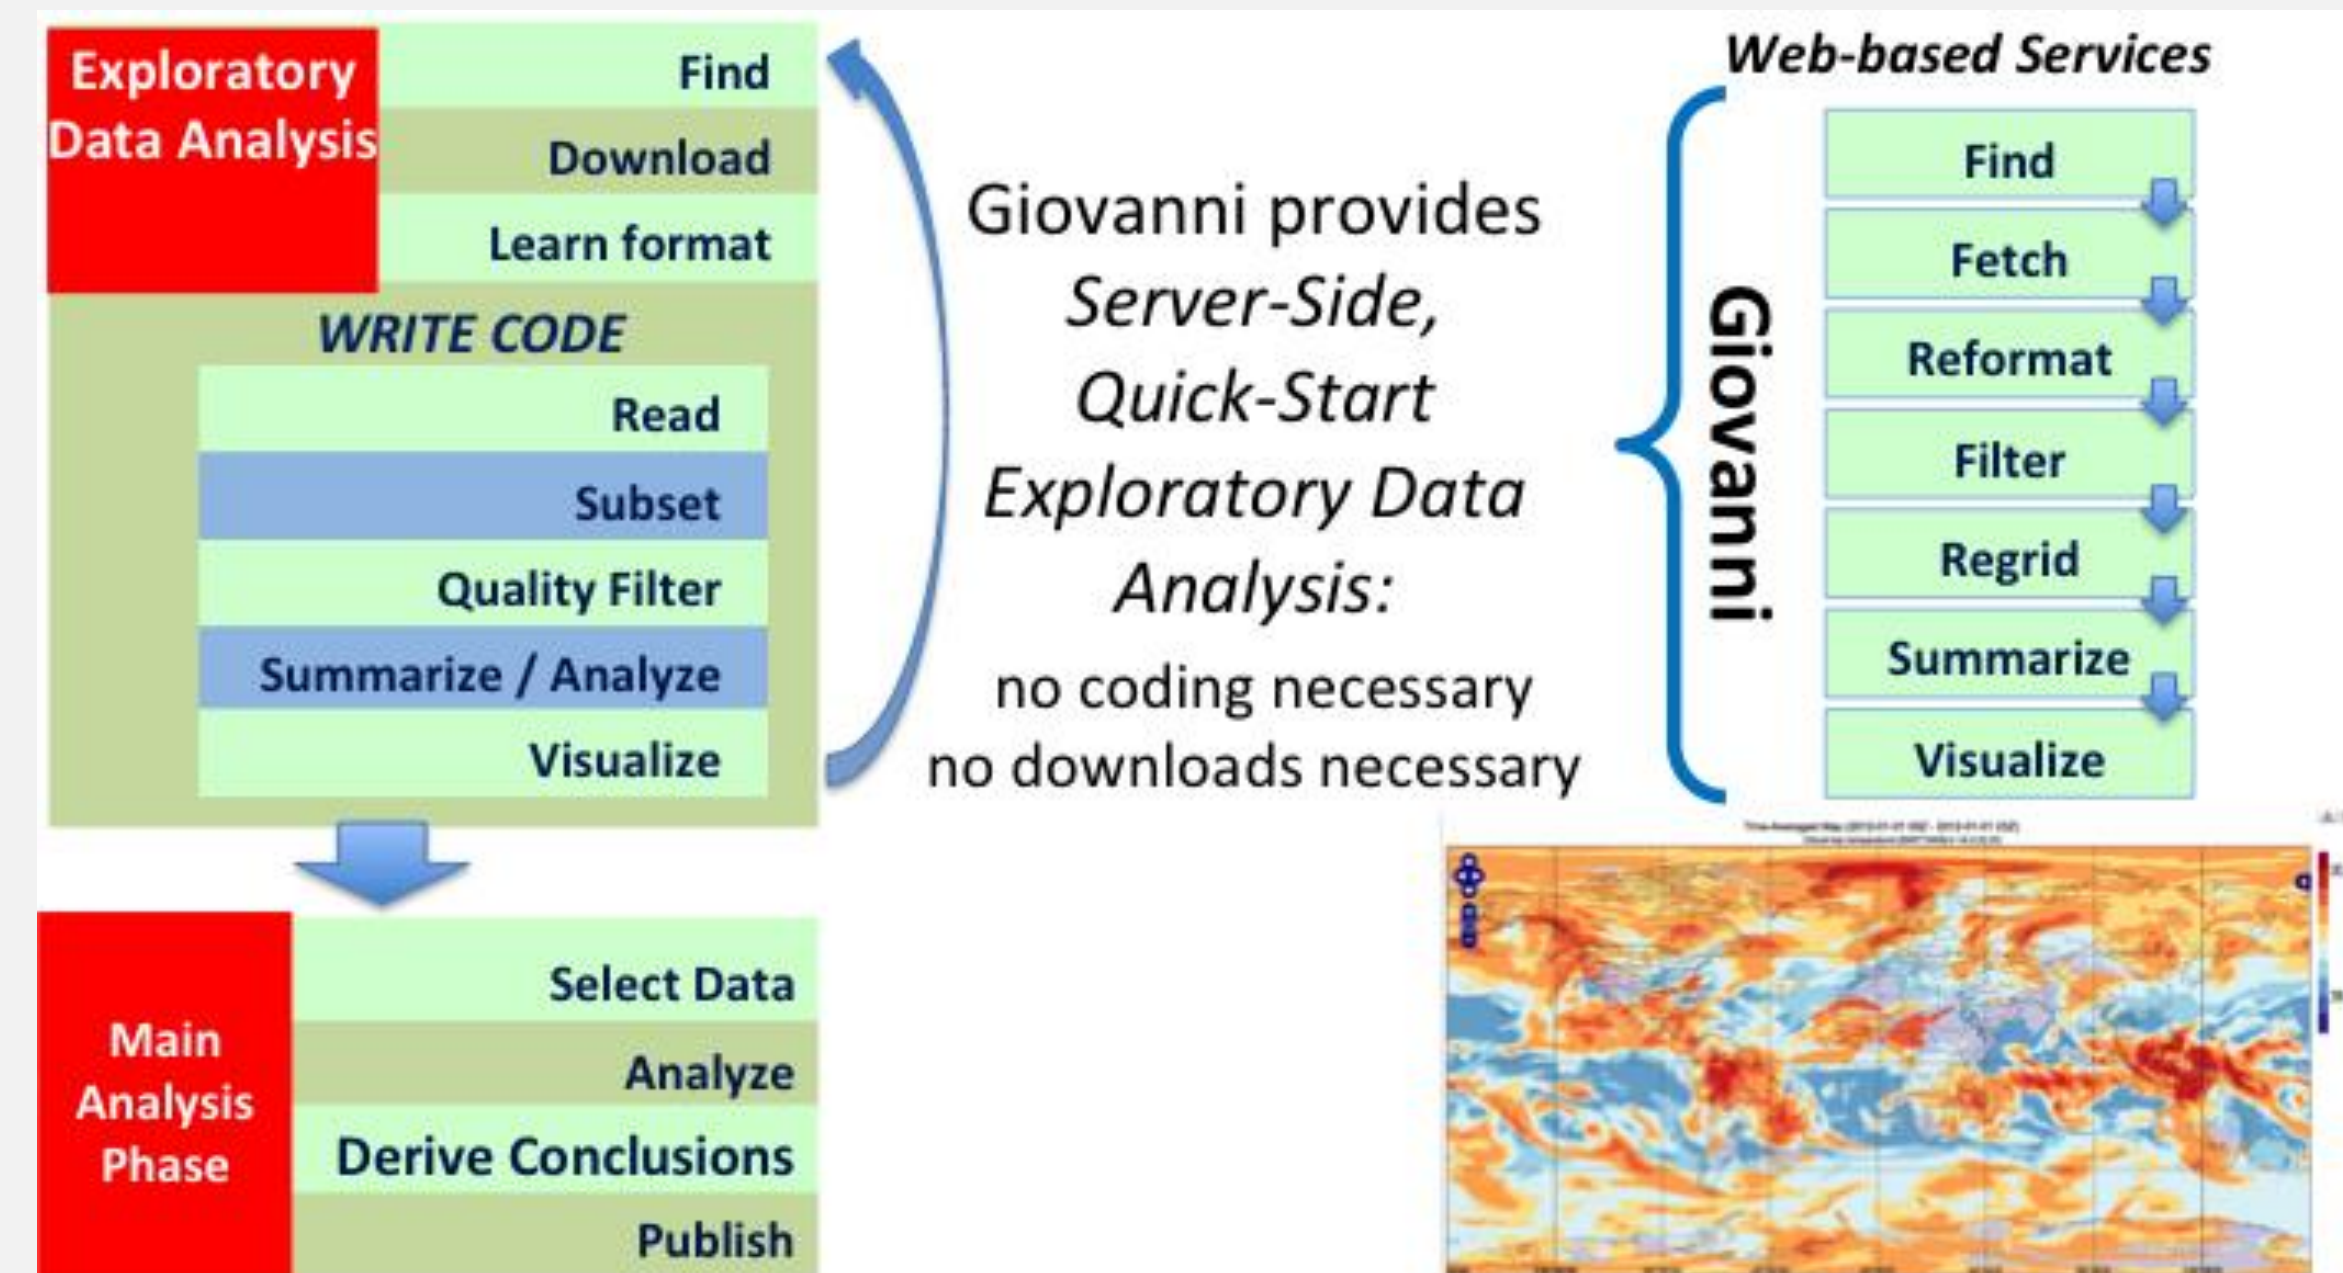 Exploratory
Data Analysis
Find
Download
Learn format
WRITE CODE
Read
Subset
Quality Filter
Summarize / Analyze
Visualize
Main
Analysis
Phase
Select Data
Analyze
Derive Conclusions
Publish
Giovanni provides
Server-Side,
Quick-Start
Exploratory Data
Analysis:
no coding necessary
no downloads necessary
Giovanni
Web-based Services
Find
Fetch
Reformat
Filter
Regrid
Summarize
Visualize